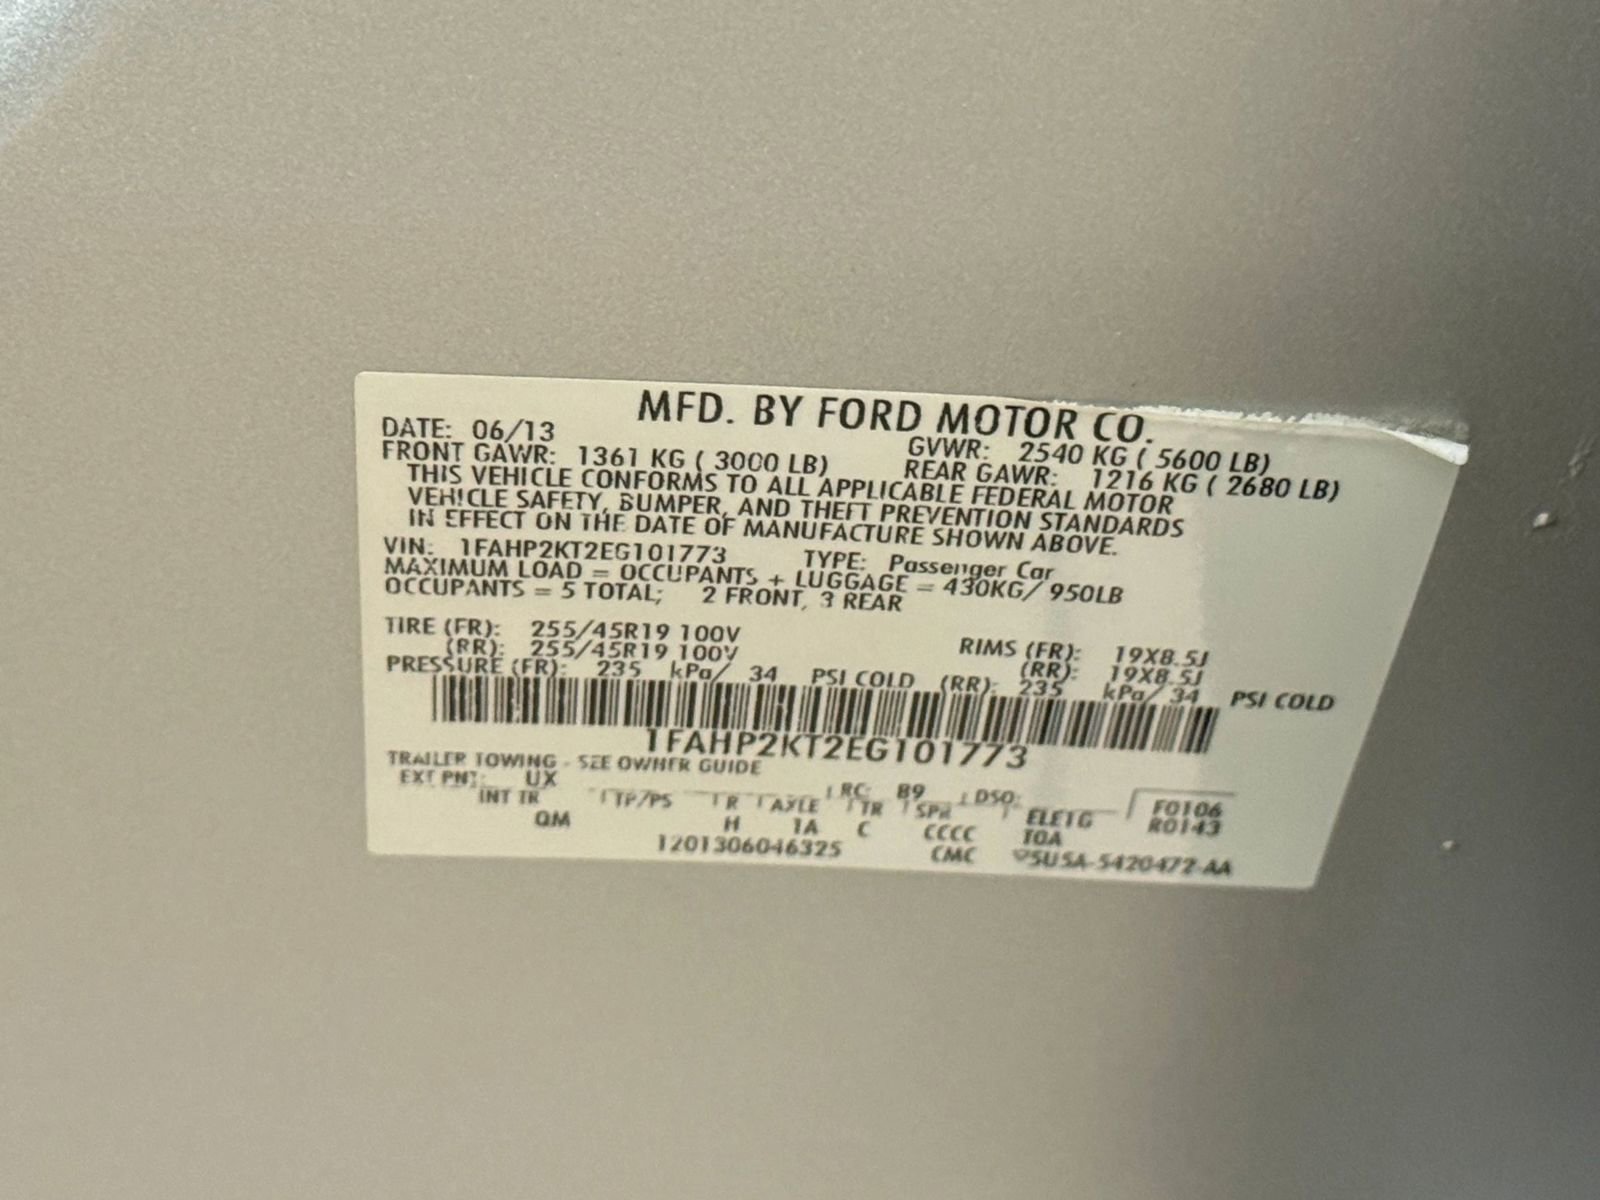 MFD. BY FORD MOTOR CO.
DATE: 06/13 GVWR: 2540 KG ( 5600 LB)
FRONT GAWR: 1361 KG ( 3000 LB) REAR GAWR: 1216 KG ( 2680 LB)
THIS VEHICLE CONFORMS TO ALL APPLICABLE FEDERAL MOTOR
VEHICLE SAFETY, BUMPER, AND THEFT PREVENTION STANDARDS
IN EFFECT ON THE DATE OF MANUFACTURE SHOWN ABOVE.
VIN: 1FAHP2KT2EG101773 TYPE: Passenger Car
MAXIMUM LOAD = OCCUPANTS + LUGGAGE = 430KG/ 950LB
OCCUPANTS = 5 TOTAL; 2 FRONT, 3 REAR
TIRE (FR): 255/45R19 100V RIMS (FR): 19X8.5J
(RR): 255/45R19 100V (RR): 19X8.5J
PRESSURE (FR): 235 kPa/ 34 PSI COLD (RR): 235 kPa/ 34 PSI COLD
1FAHP2KT2EG101773
TRAILER TOWING - SEE OWNER GUIDE
EXT PNT: UX RC: B9 DSO:
INT TR TP/PS R AXLE TR SPR F0106
QM H 1A C CCCC TOA R0143
1201306046325 CMC 5U5A-5420472-AA